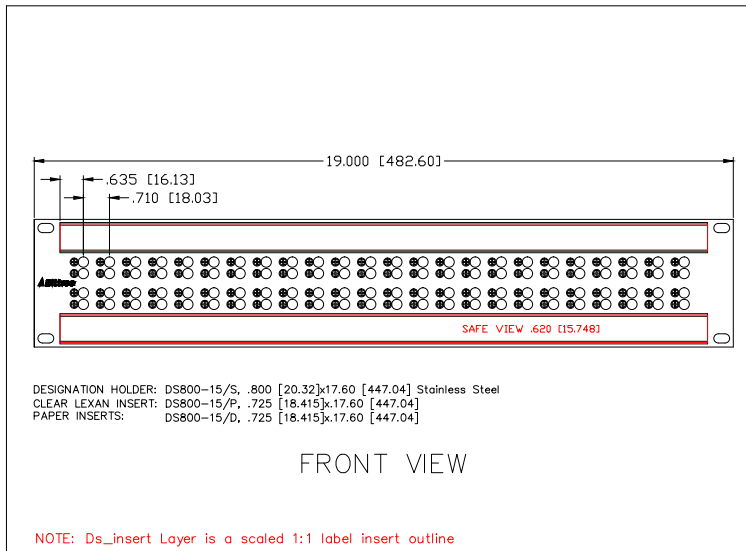 19.000 [482.60]
.635 [16.13]
.710 [18.03]
SAFE VIEW .620 [15.748]
DESIGNATION HOLDER: DS800-15/S, .800 [20.32]x17.60 [447.04] Stainless Steel
CLEAR LEXAN INSERT: DS800-15/P, .725 [18.415]x.17.60 [447.04]
PAPER INSERTS: DS800-15/D, .725 [18.415]x.17.60 [447.04]
FRONT VIEW
NOTE: Ds_insert Layer is a scaled 1:1 label insert outline